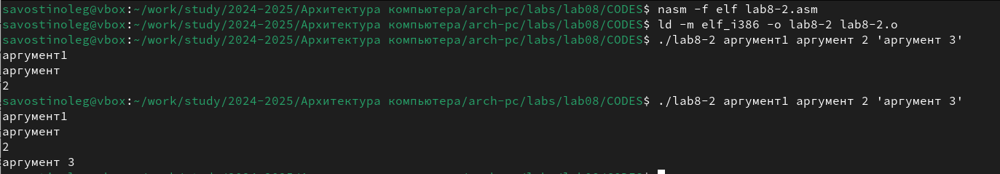 savostinoleg@vbox:~/work/study/2024-2025/Архитектура компьютера/arch-pc/labs/lab08/CODES$ nasm -f elf lab8-2.asm
savostinoleg@vbox:~/work/study/2024-2025/Архитектура компьютера/arch-pc/labs/lab08/CODES$ ld -m elf_i386 -o lab8-2 lab8-2.o
savostinoleg@vbox:~/work/study/2024-2025/Архитектура компьютера/arch-pc/labs/lab08/CODES$ ./lab8-2 аргумент1 аргумент 2 'аргумент 3'
аргумент1
аргумент
2
savostinoleg@vbox:~/work/study/2024-2025/Архитектура компьютера/arch-pc/labs/lab08/CODES$ ./lab8-2 аргумент1 аргумент 2 'аргумент 3'
аргумент1
аргумент
2
аргумент 3